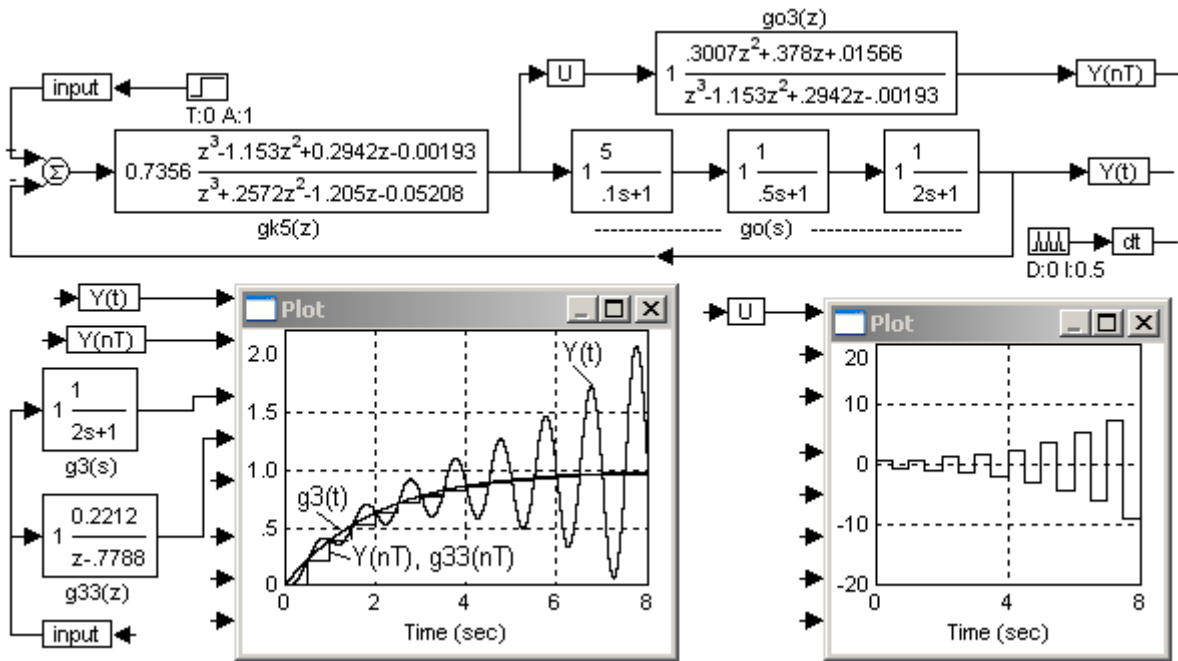 go3(z)
input
T:0 A:1
U
1 .3007z²+.378z+.01566
z³-1.153z²+.2942z-.00193
Y(nT)
-
Σ
0.7356 z³-1.153z²+0.2942z-0.00193
z³+.2572z²-1.205z-0.05208
gk5(z)
1 5
.1s+1
1 1
.5s+1
1 1
2s+1
go(s)
Y(t)
D:0 I:0.5
dt
Y(t)
Y(nT)
1 1
2s+1
g3(s)
1 0.2212
z-.7788
g33(z)
input
Plot
2.0
1.5
1.0
.5
0
Y(t)
g3(t)
Y(nT) , g33(nT)
0 2 4 6 8
Time (sec)
U
Plot
20
10
0
-10
-20
0 4 8
Time (sec)